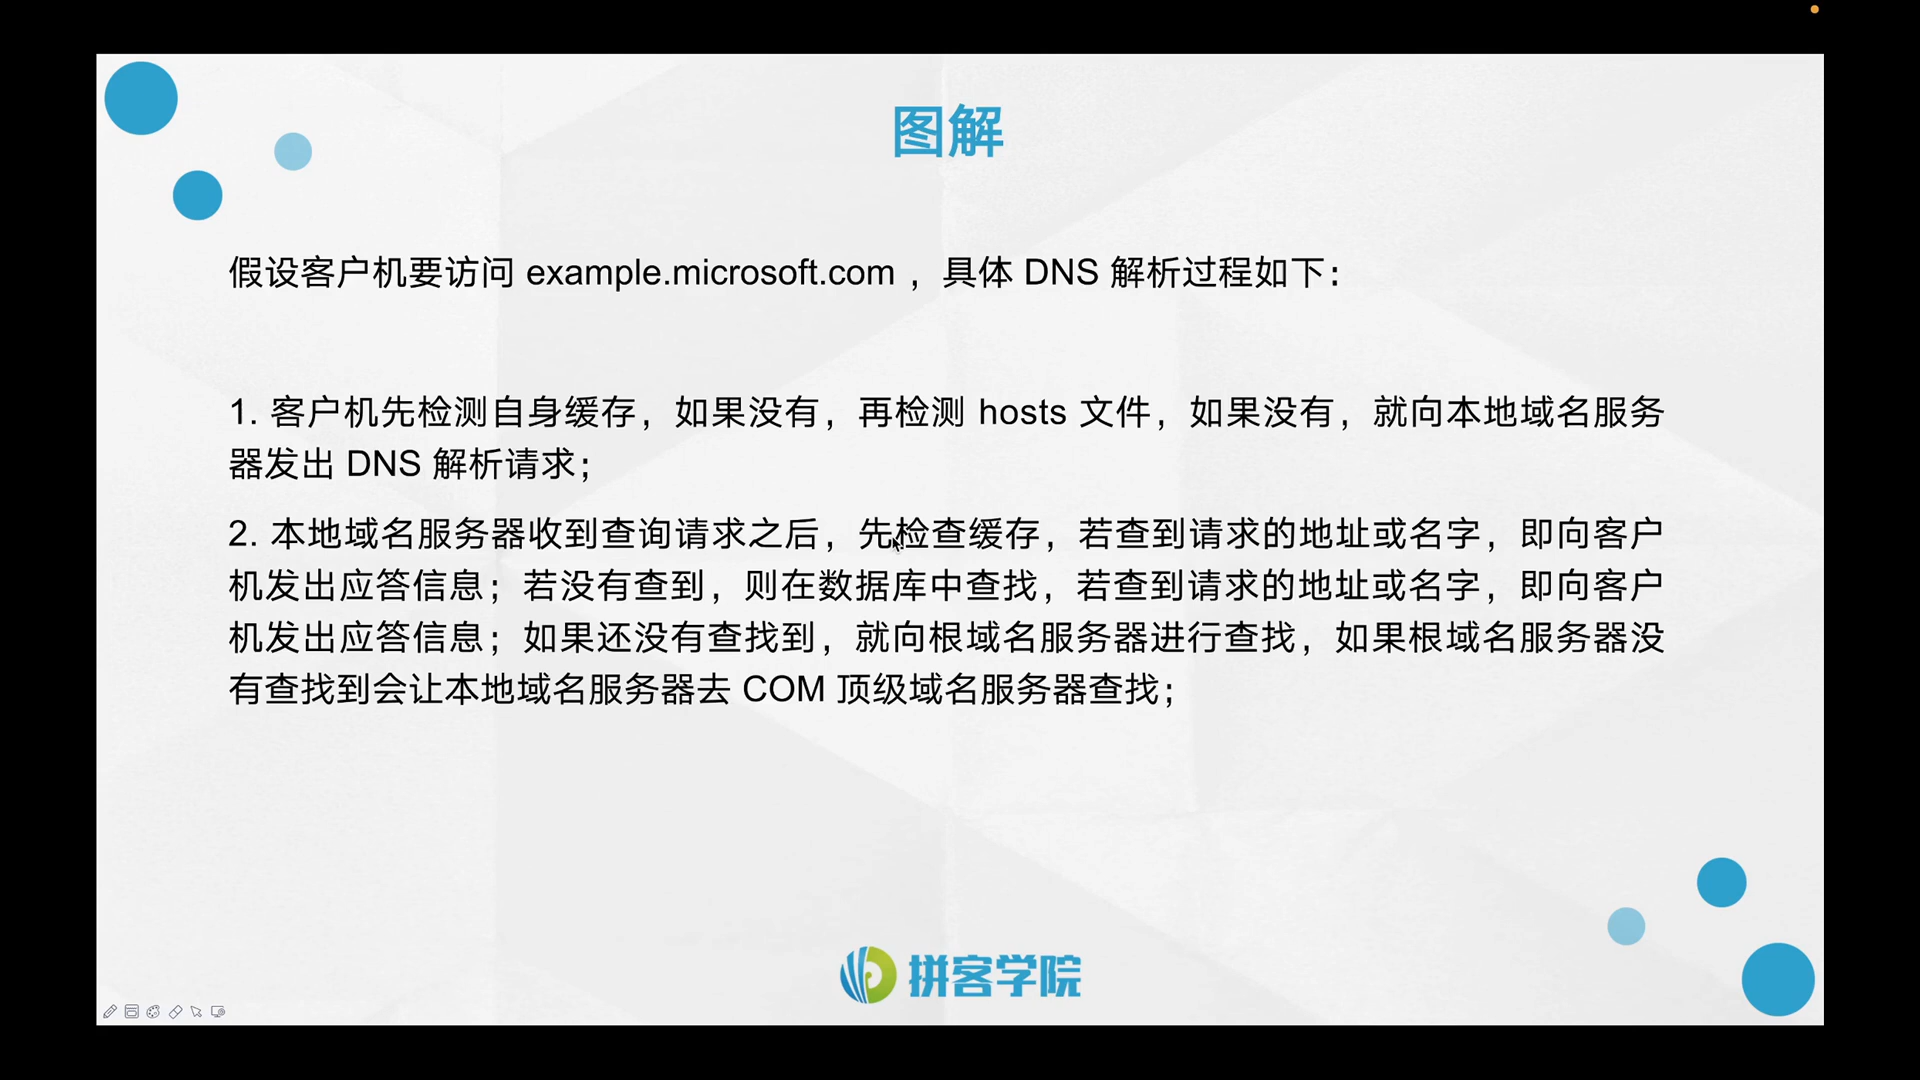 图解
假设客户机要访问 example.microsoft.com ，具体 DNS 解析过程如下：
1. 客户机先检测自身缓存，如果没有，再检测 hosts 文件，如果没有，就向本地域名服务
器发出 DNS 解析请求；
2. 本地域名服务器收到查询请求之后，先检查缓存，若查到请求的地址或名字，即向客户
机发出应答信息；若没有查到，则在数据库中查找，若查到请求的地址或名字，即向客户
机发出应答信息；如果还没有查找到，就向根域名服务器进行查找，如果根域名服务器没
有查找到会让本地域名服务器去 COM 顶级域名服务器查找；
拼客学院